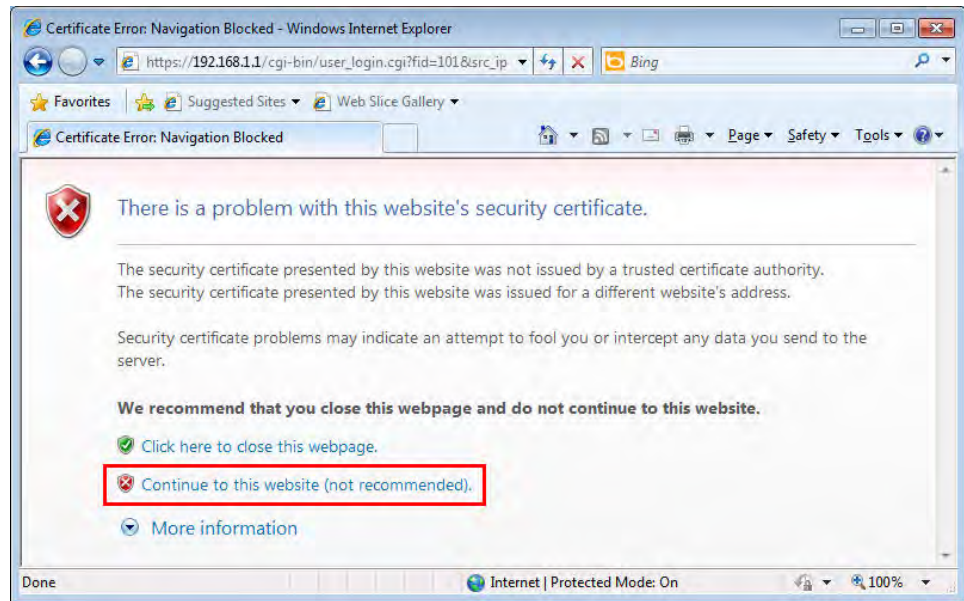 Certificate Error: Navigation Blocked - Windows Internet Explorer
https://192.168.1.1/cgi-bin/user_login.cgi?fid=101&src_ip
Bing
Favorites
Suggested Sites
Web Slice Gallery
Certificate Error: Navigation Blocked
Page
Safety
Tools
There is a problem with this website's security certificate.
The security certificate presented by this website was not issued by a trusted certificate authority.
The security certificate presented by this website was issued for a different website's address.
Security certificate problems may indicate an attempt to fool you or intercept any data you send to the
server.
We recommend that you close this webpage and do not continue to this website.
Click here to close this webpage.
Continue to this website (not recommended).
More information
Done
Internet | Protected Mode: On
100%